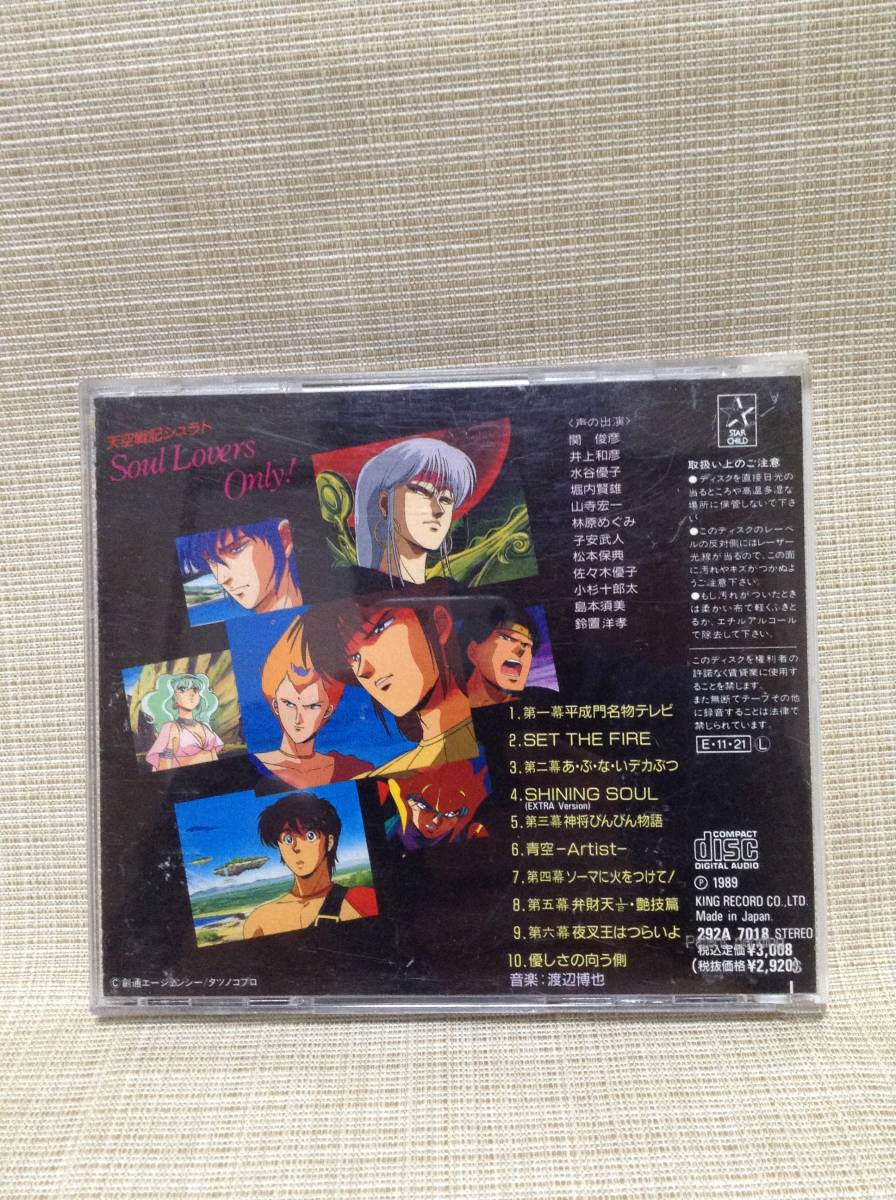 天空戦記シュラト
Soul Lovers
Only!
〈声の出演〉
関 俊彦
井上和彦
水谷優子
堀内賢雄
山寺宏一
林原めぐみ
子安武人
松本保典
佐々木優子
小杉十郎太
島本須美
鈴置洋孝
1.第一幕平成門名物テレビ
2.SET THE FIRE
3.第二幕あ・ぶ・な・いデカぶつ
4.SHINING SOUL
(EXTRA Version)
5.第三幕神将びんびん物語
6.青空-Artist-
7.第四幕ソーマに火をつけて!
8.第五幕弁財天½・艶技篇
9.第六幕夜叉王はつらいよ
10.優しさの向う側
音楽:渡辺博也
STAR
CHILD
取扱い上のご注意
●ディスクを直接日光の
当るところや高温多湿な
場所に保管しないで下さ
い。
●このディスクのレーベ
ルの反対側にはレーザー
光線が当るので、この面
に汚れやキズがつかぬよ
うご注意下さい。
●もし汚れがついたとき
は柔かい布で軽くふきと
るか、エチルアルコール
で除去して下さい。
このディスクを権利者の
許諾なく賃貸業に使用す
ることを禁じます。
また無断でテープその他
に録音することは法律で
禁じられています。
E・11・21 L
COMPACT
disc
DIGITAL AUDIO
Ⓟ 1989
KING RECORD CO.,LTD.
Made in Japan.
292A 7018 STEREO
税込定価¥3,008
(税抜価格¥2,920)
©創通エージェンシー/タツノコプロ